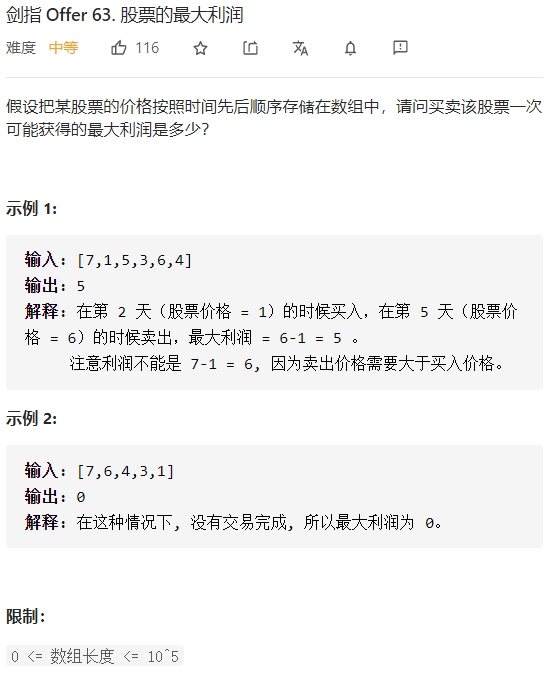 剑指 Offer 63. 股票的最大利润
难度 中等 116
假设把某股票的价格按照时间先后顺序存储在数组中，请问买卖该股票一次
可能获得的最大利润是多少？
示例 1:
输入: [7,1,5,3,6,4]
输出: 5
解释: 在第 2 天（股票价格 = 1）的时候买入，在第 5 天（股票价
格 = 6）的时候卖出，最大利润 = 6-1 = 5 。
注意利润不能是 7-1 = 6, 因为卖出价格需要大于买入价格。
示例 2:
输入: [7,6,4,3,1]
输出: 0
解释: 在这种情况下, 没有交易完成, 所以最大利润为 0。
限制：
0 <= 数组长度 <= 10^5